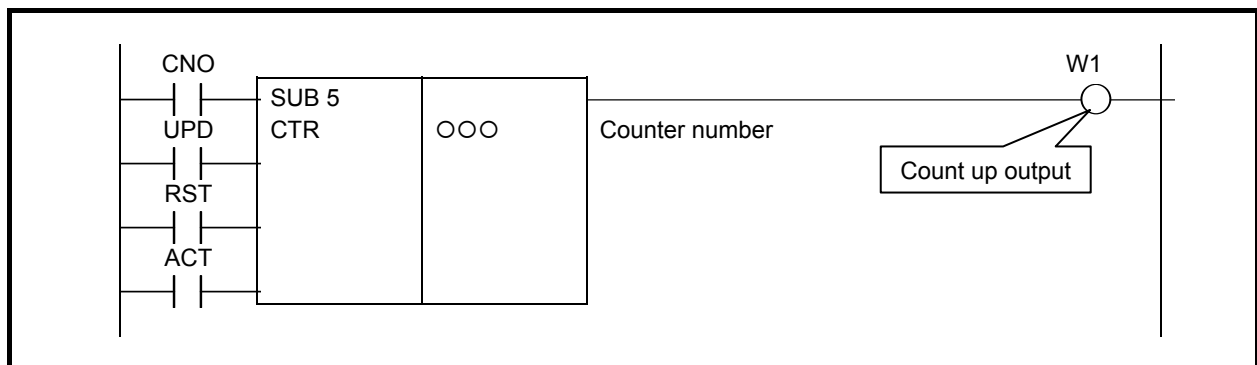 CNO W1
SUB 5
UPD CTR ○○○ Counter number
Count up output
RST
ACT